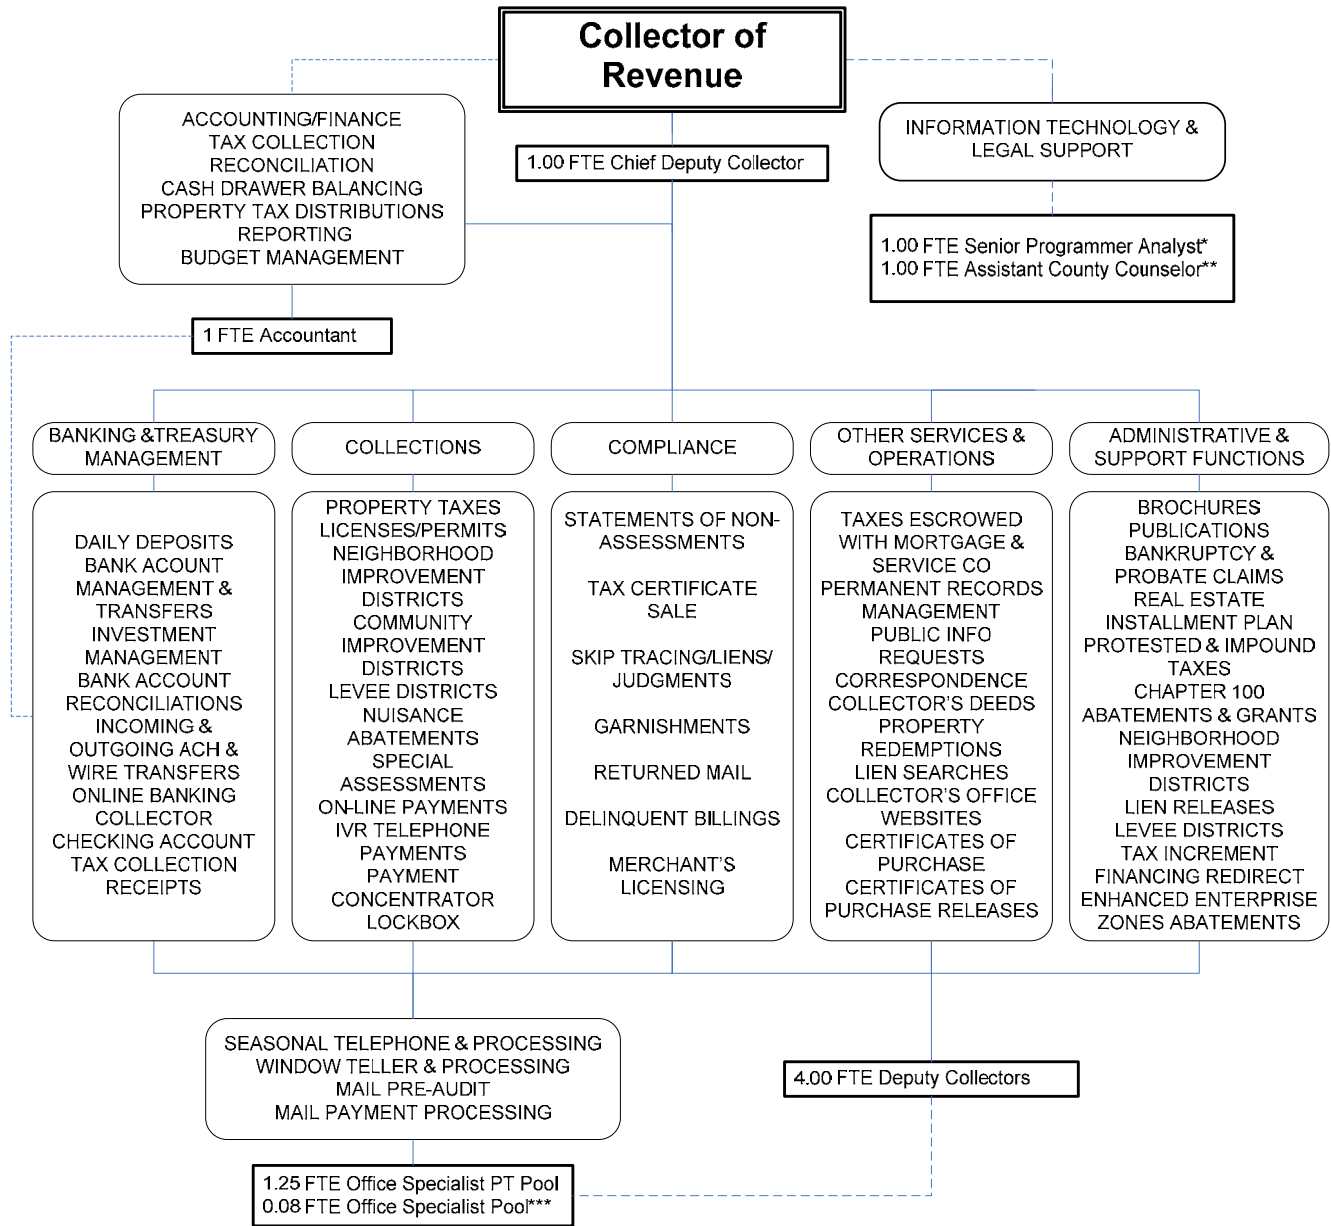 Collector of
Revenue
ACCOUNTING/FINANCE
TAX COLLECTION
RECONCILIATION
CASH DRAWER BALANCING
PROPERTY TAX DISTRIBUTIONS
REPORTING
BUDGET MANAGEMENT
1.00 FTE Chief Deputy Collector
INFORMATION TECHNOLOGY &
LEGAL SUPPORT
1.00 FTE Senior Programmer Analyst*
1.00 FTE Assistant County Counselor**
1 FTE Accountant
BANKING &TREASURY
MANAGEMENT
COLLECTIONS
COMPLIANCE
OTHER SERVICES &
OPERATIONS
ADMINISTRATIVE &
SUPPORT FUNCTIONS
DAILY DEPOSITS
BANK ACOUNT
MANAGEMENT &
TRANSFERS
INVESTMENT
MANAGEMENT
BANK ACCOUNT
RECONCILIATIONS
INCOMING &
OUTGOING ACH &
WIRE TRANSFERS
ONLINE BANKING
COLLECTOR
CHECKING ACCOUNT
TAX COLLECTION
RECEIPTS
PROPERTY TAXES
LICENSES/PERMITS
NEIGHBORHOOD
IMPROVEMENT
DISTRICTS
COMMUNITY
IMPROVEMENT
DISTRICTS
LEVEE DISTRICTS
NUISANCE
ABATEMENTS
SPECIAL
ASSESSMENTS
ON-LINE PAYMENTS
IVR TELEPHONE
PAYMENTS
PAYMENT
CONCENTRATOR
LOCKBOX
STATEMENTS OF NON-
ASSESSMENTS
TAX CERTIFICATE
SALE
SKIP TRACING/LIENS/
JUDGMENTS
GARNISHMENTS
RETURNED MAIL
DELINQUENT BILLINGS
MERCHANT'S
LICENSING
TAXES ESCROWED
WITH MORTGAGE &
SERVICE CO
PERMANENT RECORDS
MANAGEMENT
PUBLIC INFO
REQUESTS
CORRESPONDENCE
COLLECTOR'S DEEDS
PROPERTY
REDEMPTIONS
LIEN SEARCHES
COLLECTOR'S OFFICE
WEBSITES
CERTIFICATES OF
PURCHASE
CERTIFICATES OF
PURCHASE RELEASES
BROCHURES
PUBLICATIONS
BANKRUPTCY &
PROBATE CLAIMS
REAL ESTATE
INSTALLMENT PLAN
PROTESTED & IMPOUND
TAXES
CHAPTER 100
ABATEMENTS & GRANTS
NEIGHBORHOOD
IMPROVEMENT
DISTRICTS
LIEN RELEASES
LEVEE DISTRICTS
TAX INCREMENT
FINANCING REDIRECT
ENHANCED ENTERPRISE
ZONES ABATEMENTS
SEASONAL TELEPHONE & PROCESSING
WINDOW TELLER & PROCESSING
MAIL PRE-AUDIT
MAIL PAYMENT PROCESSING
4.00 FTE Deputy Collectors
1.25 FTE Office Specialist PT Pool
0.08 FTE Office Specialist Pool***